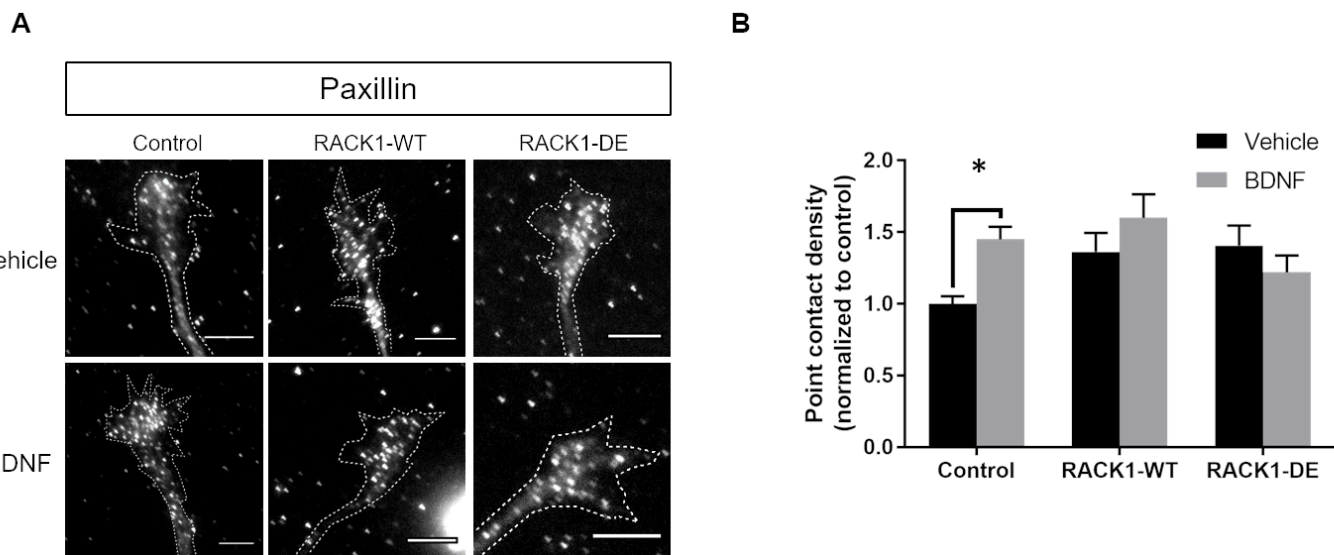 A
Paxillin
Control RACK1-WT RACK1-DE
ehicle
DNF
B
Vehicle
BDNF
*
Point contact density
(normalized to control)
2.0
1.5
1.0
0.5
0.0
Control RACK1-WT RACK1-DE